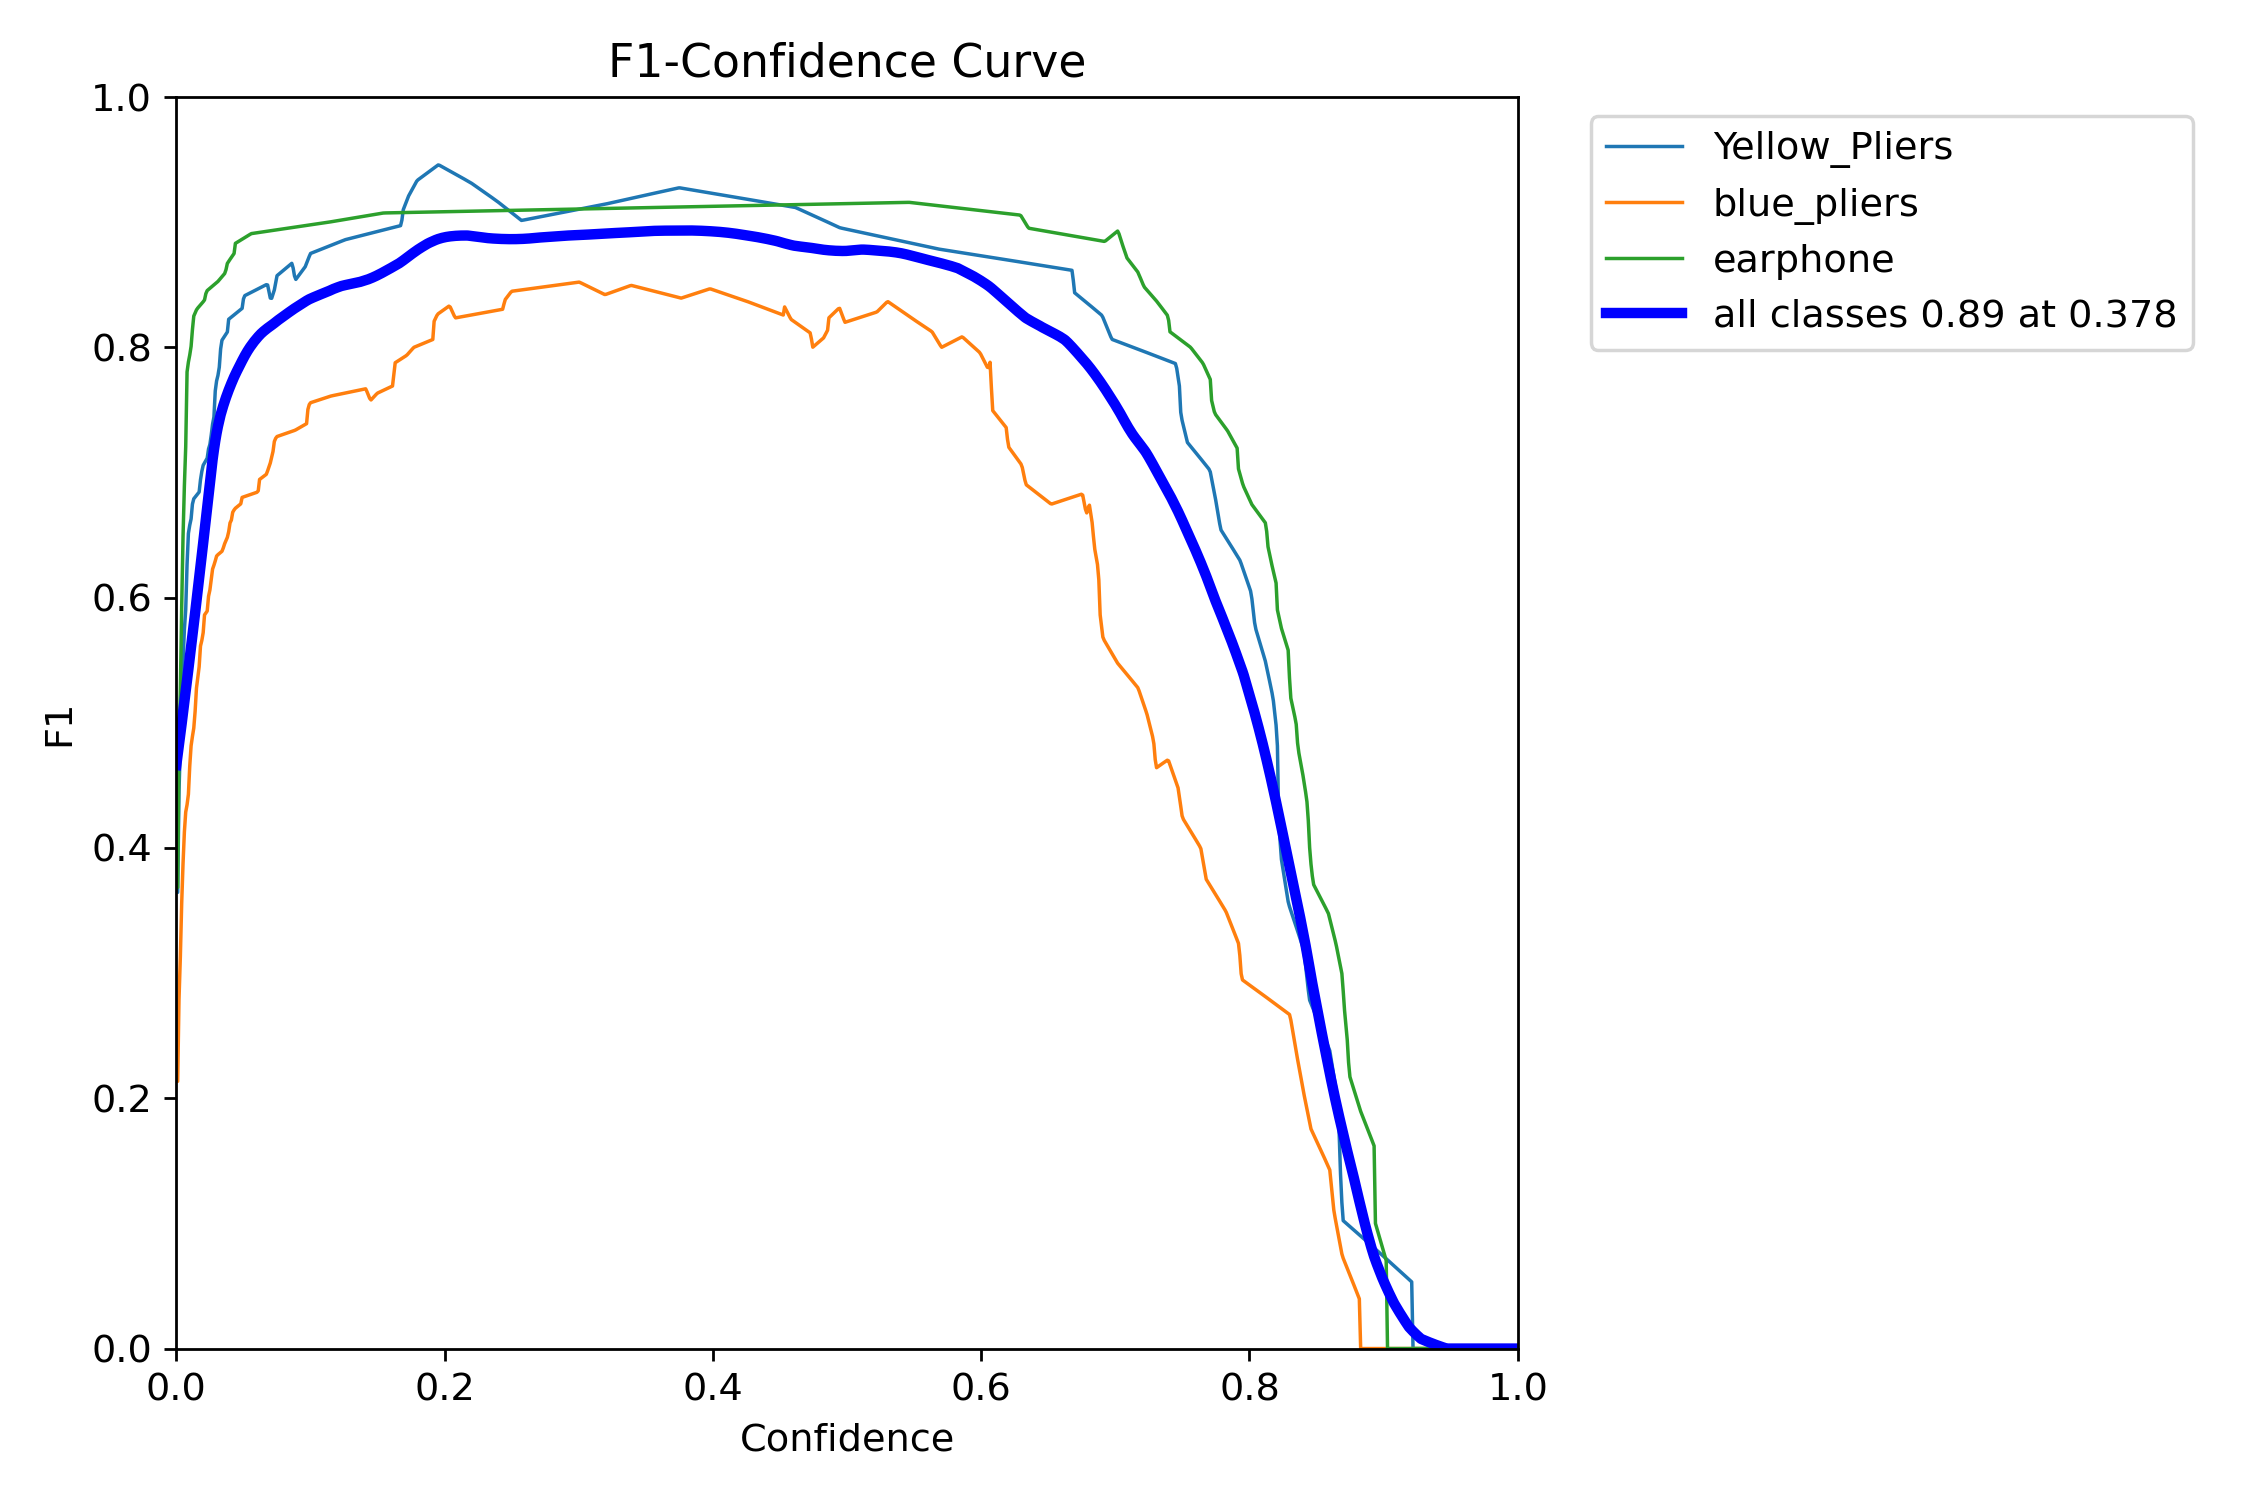 F1-Confidence Curve
1.0
0.8
0.6
0.4
0.2
0.0
F1
0.0 0.2 0.4 0.6 0.8 1.0
Confidence
Yellow_Pliers
blue_pliers
earphone
all classes 0.89 at 0.378